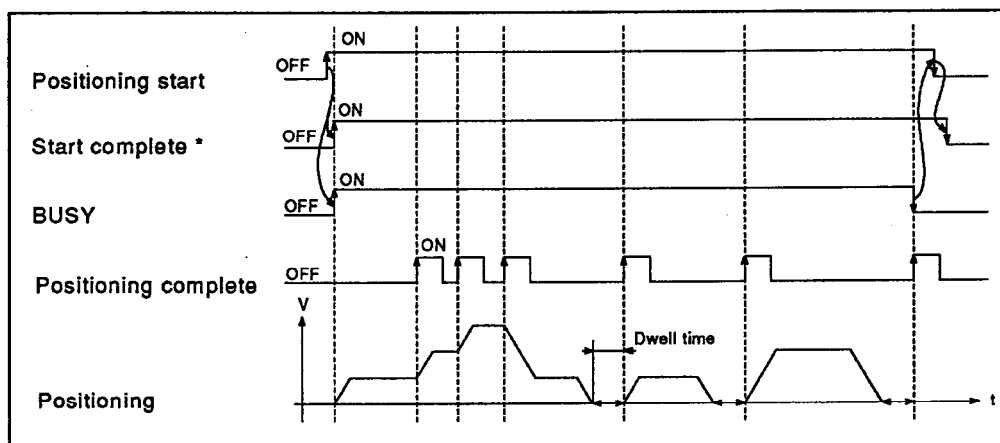 ON
OFF
Positioning start
ON
OFF
Start complete *
ON
OFF
BUSY
ON
OFF
Positioning complete
V
Dwell time
Positioning
t